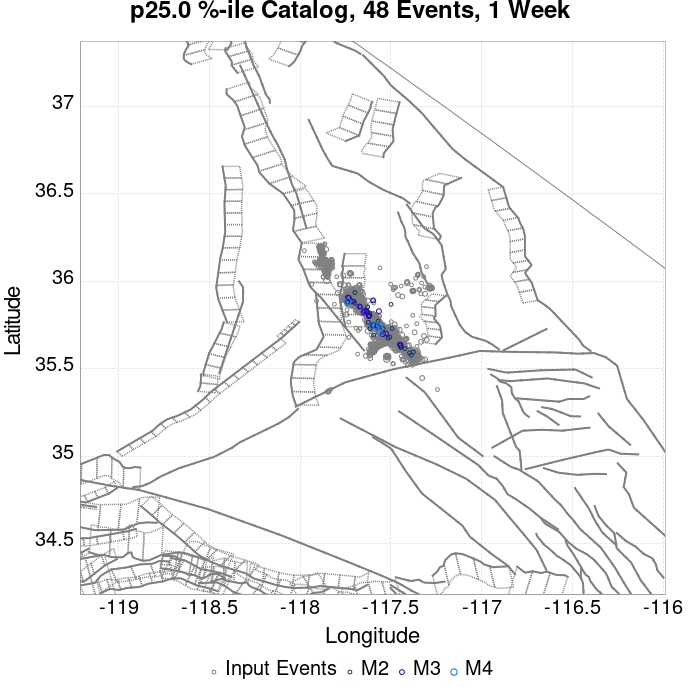 p25.0 %-ile Catalog, 48 Events, 1 Week
37
36.5
36
35.5
35
34.5
Latitude
-119
-118.5
-118
-117.5
-117
-116.5
-116
Longitude
Input Events
M2
M3
M4